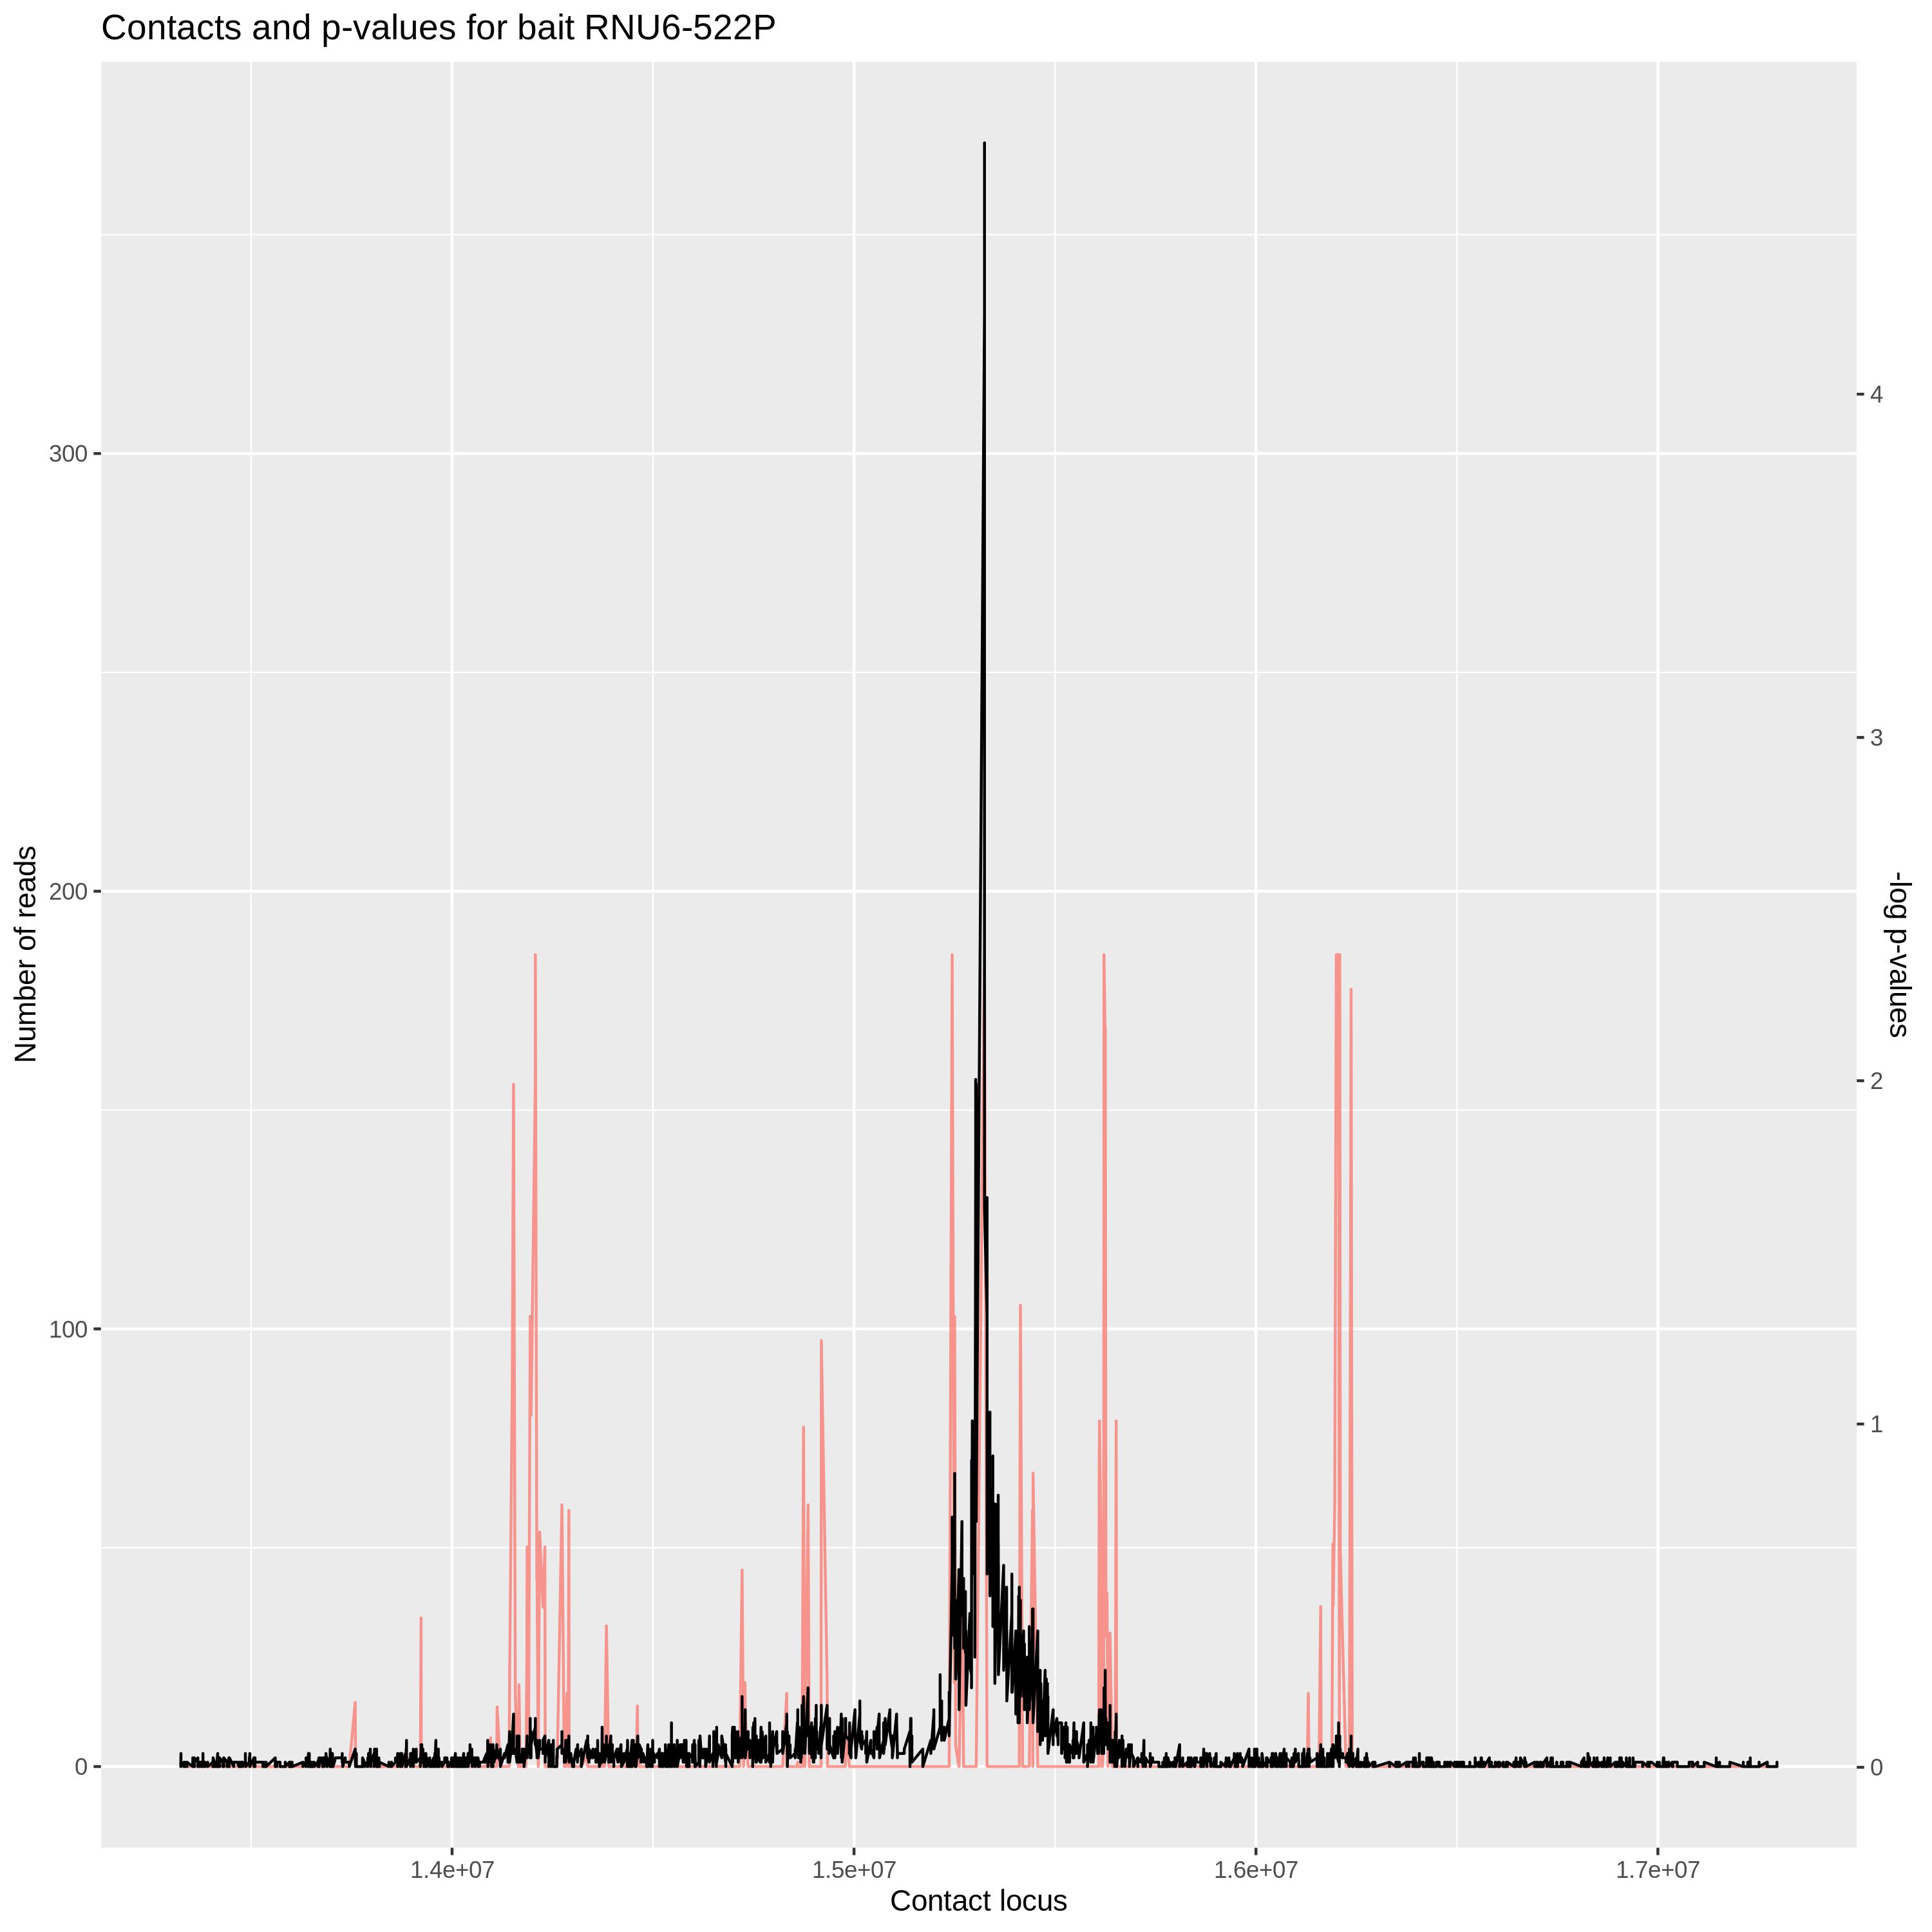 Contacts and p-values for bait RNU6-522P
Number of reads
300
200
100
0
4
3
2
1
0
-log p-values
1.4e+07
1.5e+07
1.6e+07
1.7e+07
Contact locus